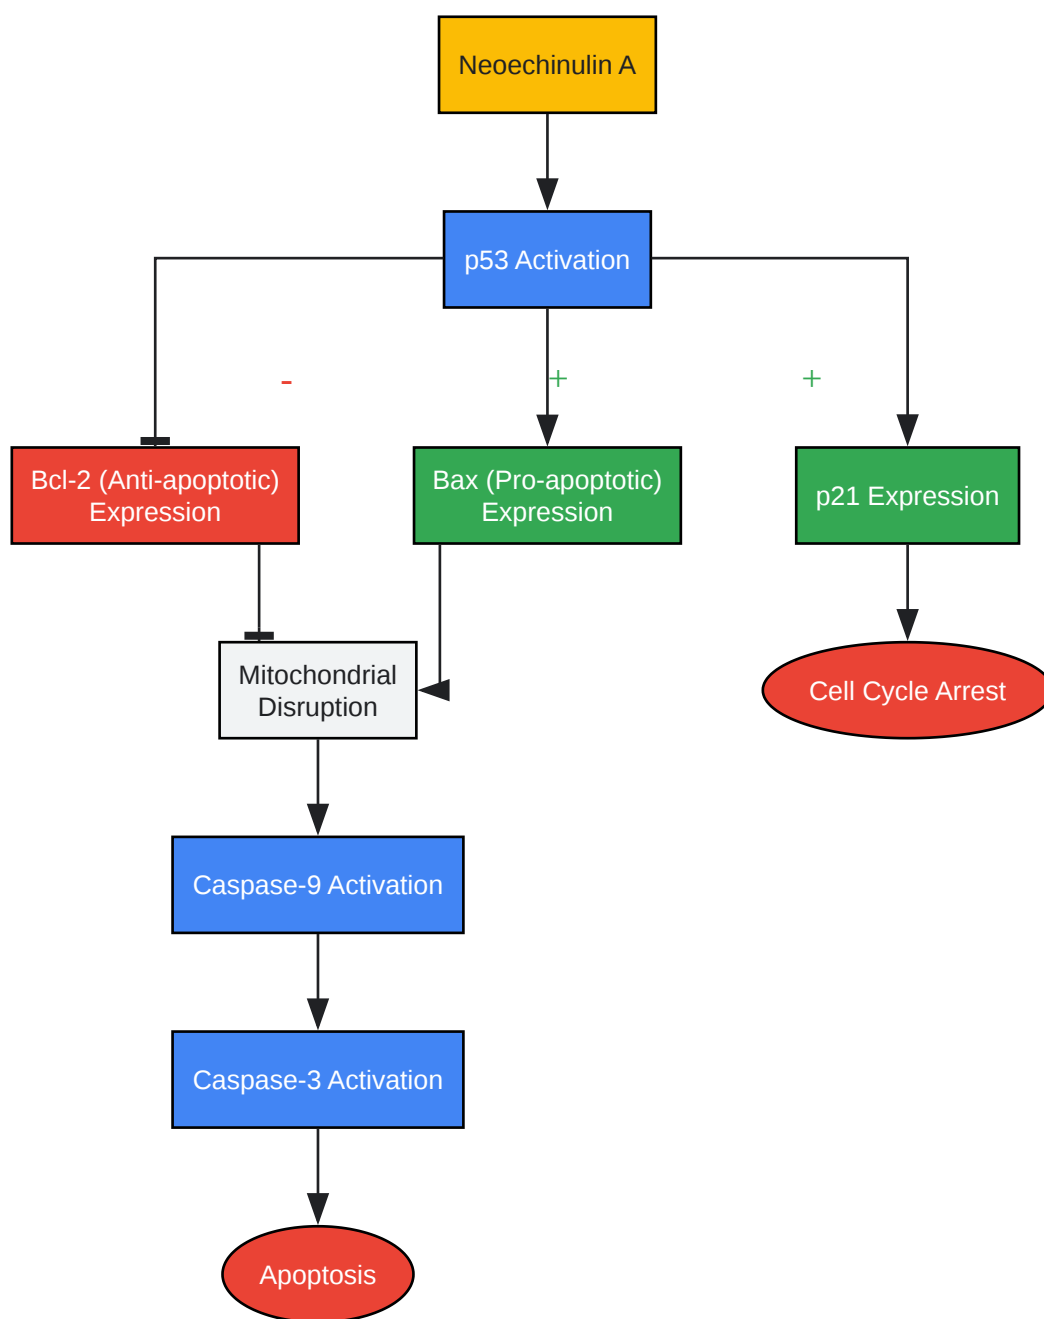 Neoechinulin A
p53 Activation
-
+
+
Bcl-2 (Anti-apoptotic)
Expression
Bax (Pro-apoptotic)
Expression
p21 Expression
Mitochondrial
Disruption
Cell Cycle Arrest
Caspase-9 Activation
Caspase-3 Activation
Apoptosis